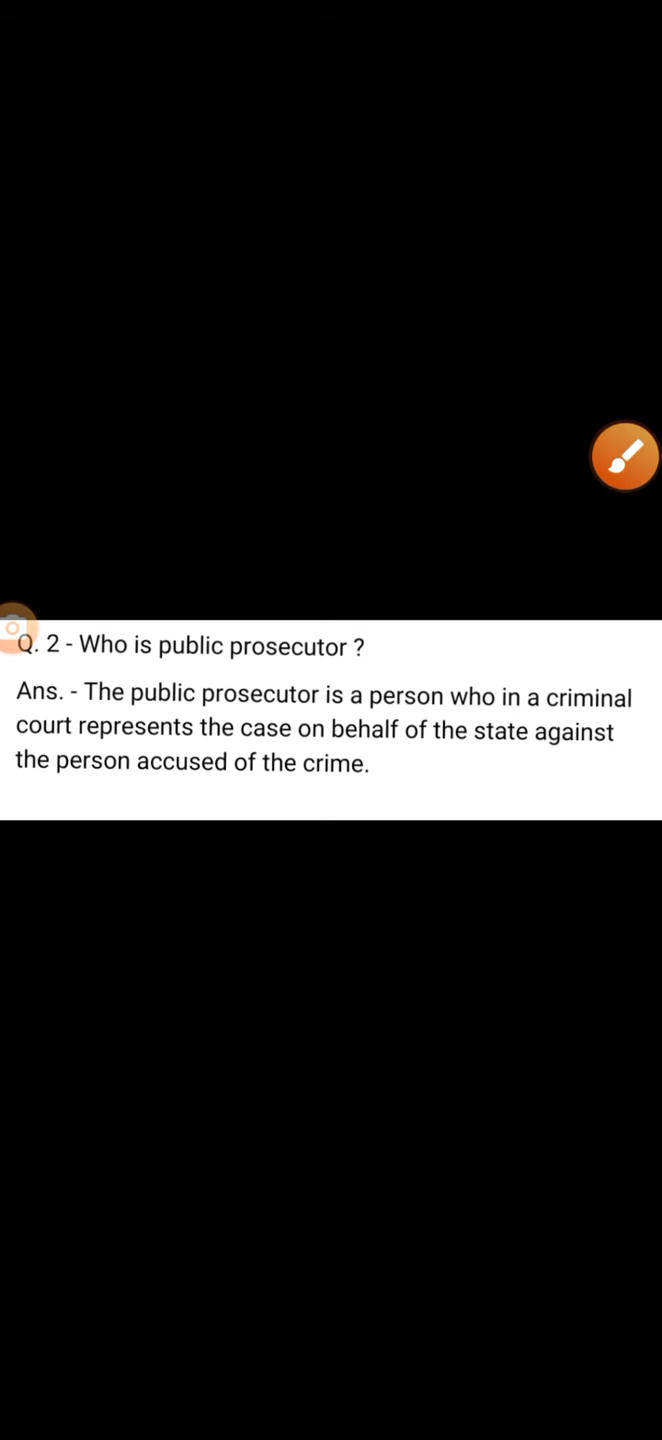 Q. 2 - Who is public prosecutor ?
Ans. - The public prosecutor is a person who in a criminal
court represents the case on behalf of the state against
the person accused of the crime.